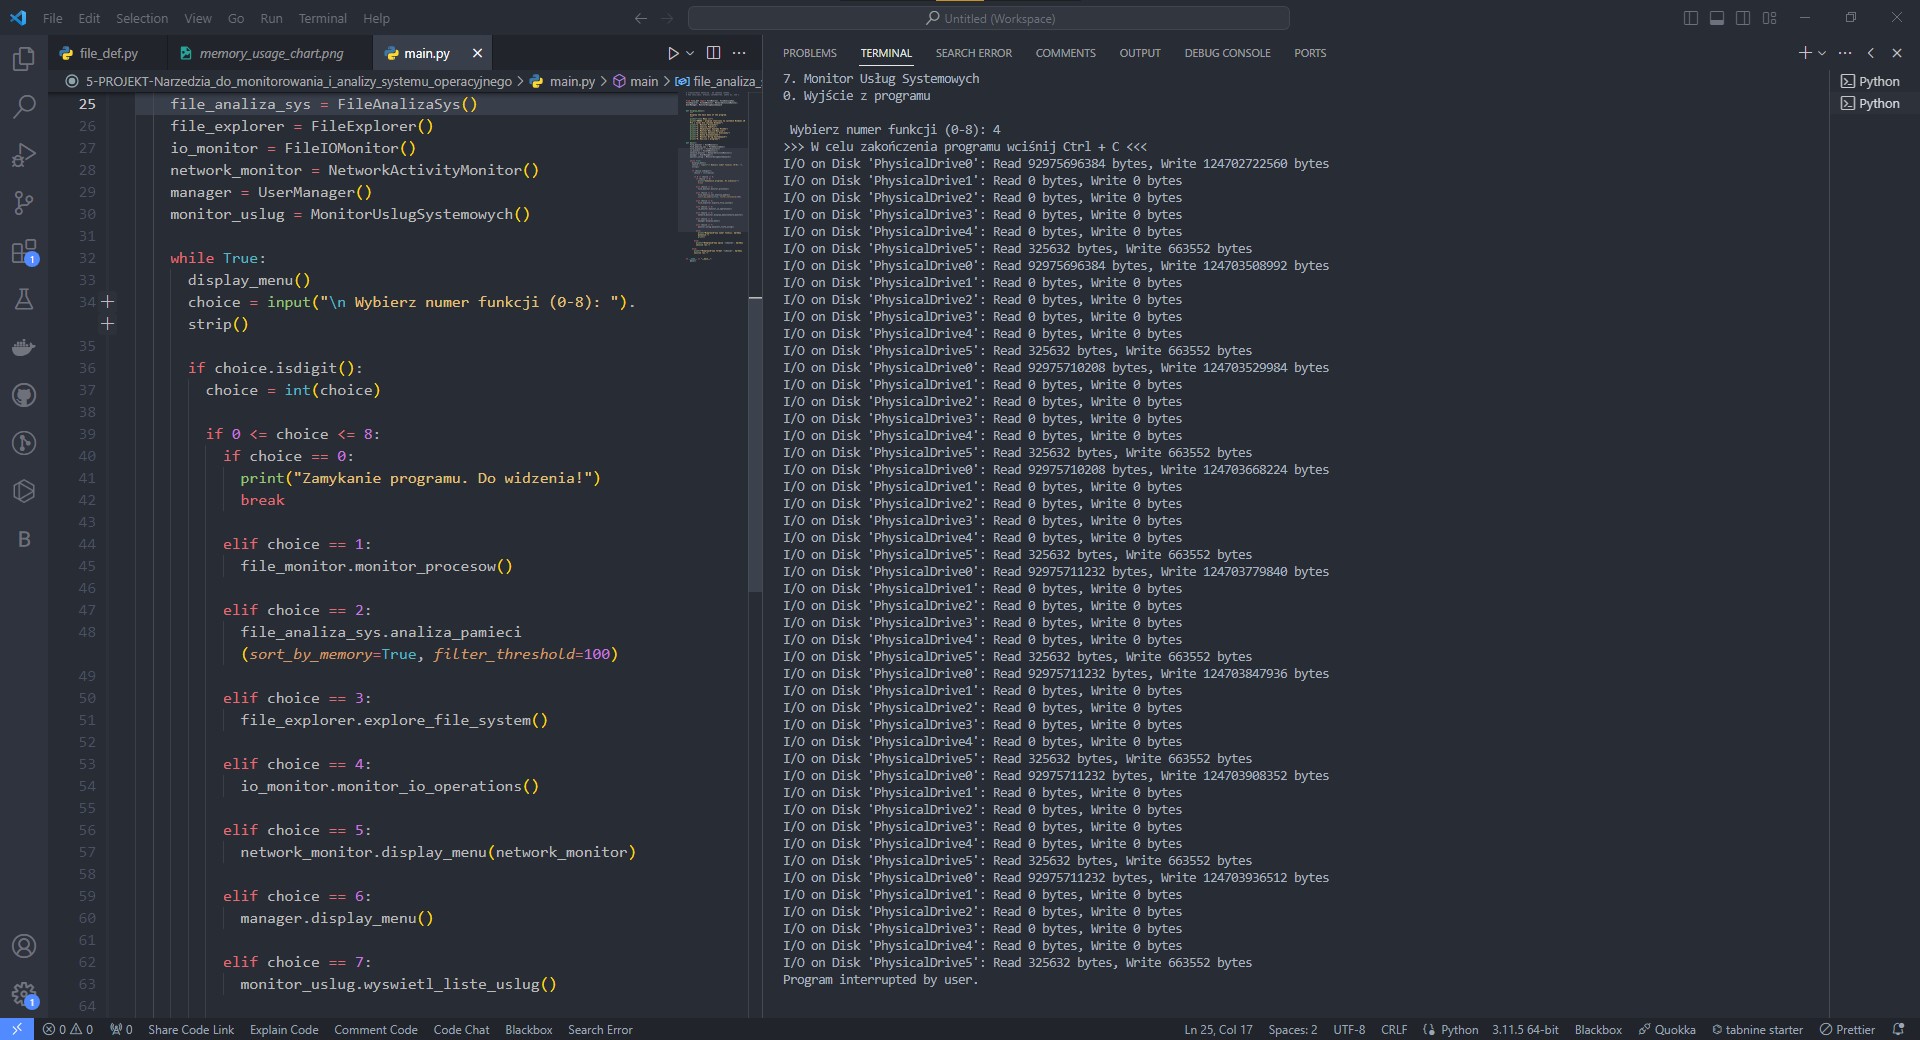 File Edit Selection View Go Run Terminal Help
Untitled (Workspace)
file_def.py memory_usage_chart.png main.py
5-PROJEKT-Narzedzia_do_monitorowania_i_analizy_systemu_operacyjnego > main.py > main > file_analiza_
25 file_analiza_sys = FileAnalizaSys()
26 file_explorer = FileExplorer()
27 io_monitor = FileIOMonitor()
28 network_monitor = NetworkActivityMonitor()
29 manager = UserManager()
30 monitor_uslug = MonitorUslugSystemowych()
31
32 while True:
33 display_menu()
34 choice = input("\n Wybierz numer funkcji (0-8): ").
strip()
35
36 if choice.isdigit():
37 choice = int(choice)
38
39 if 0 <= choice <= 8:
40 if choice == 0:
41 print("Zamykanie programu. Do widzenia!")
42 break
43
44 elif choice == 1:
45 file_monitor.monitor_procesow()
46
47 elif choice == 2:
48 file_analiza_sys.analiza_pamieci
(sort_by_memory=True, filter_threshold=100)
49
50 elif choice == 3:
51 file_explorer.explore_file_system()
52
53 elif choice == 4:
54 io_monitor.monitor_io_operations()
55
56 elif choice == 5:
57 network_monitor.display_menu(network_monitor)
58
59 elif choice == 6:
60 manager.display_menu()
61
62 elif choice == 7:
63 monitor_uslug.wyswietl_liste_uslug()
64
PROBLEMS TERMINAL SEARCH ERROR COMMENTS OUTPUT DEBUG CONSOLE PORTS
7. Monitor Usług Systemowych
0. Wyjście z programu
Wybierz numer funkcji (0-8): 4
>>> W celu zakończenia programu wciśnij Ctrl + C <<<
I/O on Disk 'PhysicalDrive0': Read 92975696384 bytes, Write 124702722560 bytes
I/O on Disk 'PhysicalDrive1': Read 0 bytes, Write 0 bytes
I/O on Disk 'PhysicalDrive2': Read 0 bytes, Write 0 bytes
I/O on Disk 'PhysicalDrive3': Read 0 bytes, Write 0 bytes
I/O on Disk 'PhysicalDrive4': Read 0 bytes, Write 0 bytes
I/O on Disk 'PhysicalDrive5': Read 325632 bytes, Write 663552 bytes
I/O on Disk 'PhysicalDrive0': Read 92975696384 bytes, Write 124703508992 bytes
I/O on Disk 'PhysicalDrive1': Read 0 bytes, Write 0 bytes
I/O on Disk 'PhysicalDrive2': Read 0 bytes, Write 0 bytes
I/O on Disk 'PhysicalDrive3': Read 0 bytes, Write 0 bytes
I/O on Disk 'PhysicalDrive4': Read 0 bytes, Write 0 bytes
I/O on Disk 'PhysicalDrive5': Read 325632 bytes, Write 663552 bytes
I/O on Disk 'PhysicalDrive0': Read 92975710208 bytes, Write 124703529984 bytes
I/O on Disk 'PhysicalDrive1': Read 0 bytes, Write 0 bytes
I/O on Disk 'PhysicalDrive2': Read 0 bytes, Write 0 bytes
I/O on Disk 'PhysicalDrive3': Read 0 bytes, Write 0 bytes
I/O on Disk 'PhysicalDrive4': Read 0 bytes, Write 0 bytes
I/O on Disk 'PhysicalDrive5': Read 325632 bytes, Write 663552 bytes
I/O on Disk 'PhysicalDrive0': Read 92975710208 bytes, Write 124703668224 bytes
I/O on Disk 'PhysicalDrive1': Read 0 bytes, Write 0 bytes
I/O on Disk 'PhysicalDrive2': Read 0 bytes, Write 0 bytes
I/O on Disk 'PhysicalDrive3': Read 0 bytes, Write 0 bytes
I/O on Disk 'PhysicalDrive4': Read 0 bytes, Write 0 bytes
I/O on Disk 'PhysicalDrive5': Read 325632 bytes, Write 663552 bytes
I/O on Disk 'PhysicalDrive0': Read 92975711232 bytes, Write 124703779840 bytes
I/O on Disk 'PhysicalDrive1': Read 0 bytes, Write 0 bytes
I/O on Disk 'PhysicalDrive2': Read 0 bytes, Write 0 bytes
I/O on Disk 'PhysicalDrive3': Read 0 bytes, Write 0 bytes
I/O on Disk 'PhysicalDrive4': Read 0 bytes, Write 0 bytes
I/O on Disk 'PhysicalDrive5': Read 325632 bytes, Write 663552 bytes
I/O on Disk 'PhysicalDrive0': Read 92975711232 bytes, Write 124703847936 bytes
I/O on Disk 'PhysicalDrive1': Read 0 bytes, Write 0 bytes
I/O on Disk 'PhysicalDrive2': Read 0 bytes, Write 0 bytes
I/O on Disk 'PhysicalDrive3': Read 0 bytes, Write 0 bytes
I/O on Disk 'PhysicalDrive4': Read 0 bytes, Write 0 bytes
I/O on Disk 'PhysicalDrive5': Read 325632 bytes, Write 663552 bytes
I/O on Disk 'PhysicalDrive0': Read 92975711232 bytes, Write 124703908352 bytes
I/O on Disk 'PhysicalDrive1': Read 0 bytes, Write 0 bytes
I/O on Disk 'PhysicalDrive2': Read 0 bytes, Write 0 bytes
I/O on Disk 'PhysicalDrive3': Read 0 bytes, Write 0 bytes
I/O on Disk 'PhysicalDrive4': Read 0 bytes, Write 0 bytes
I/O on Disk 'PhysicalDrive5': Read 325632 bytes, Write 663552 bytes
I/O on Disk 'PhysicalDrive0': Read 92975711232 bytes, Write 124703936512 bytes
I/O on Disk 'PhysicalDrive1': Read 0 bytes, Write 0 bytes
I/O on Disk 'PhysicalDrive2': Read 0 bytes, Write 0 bytes
I/O on Disk 'PhysicalDrive3': Read 0 bytes, Write 0 bytes
I/O on Disk 'PhysicalDrive4': Read 0 bytes, Write 0 bytes
I/O on Disk 'PhysicalDrive5': Read 325632 bytes, Write 663552 bytes
Program interrupted by user.
Python
Python
1
B
1
0 0 0 Share Code Link Explain Code Comment Code Code Chat Blackbox Search Error
Ln 25, Col 17 Spaces: 2 UTF-8 CRLF Python 3.11.5 64-bit Blackbox Quokka tabnine starter Prettier